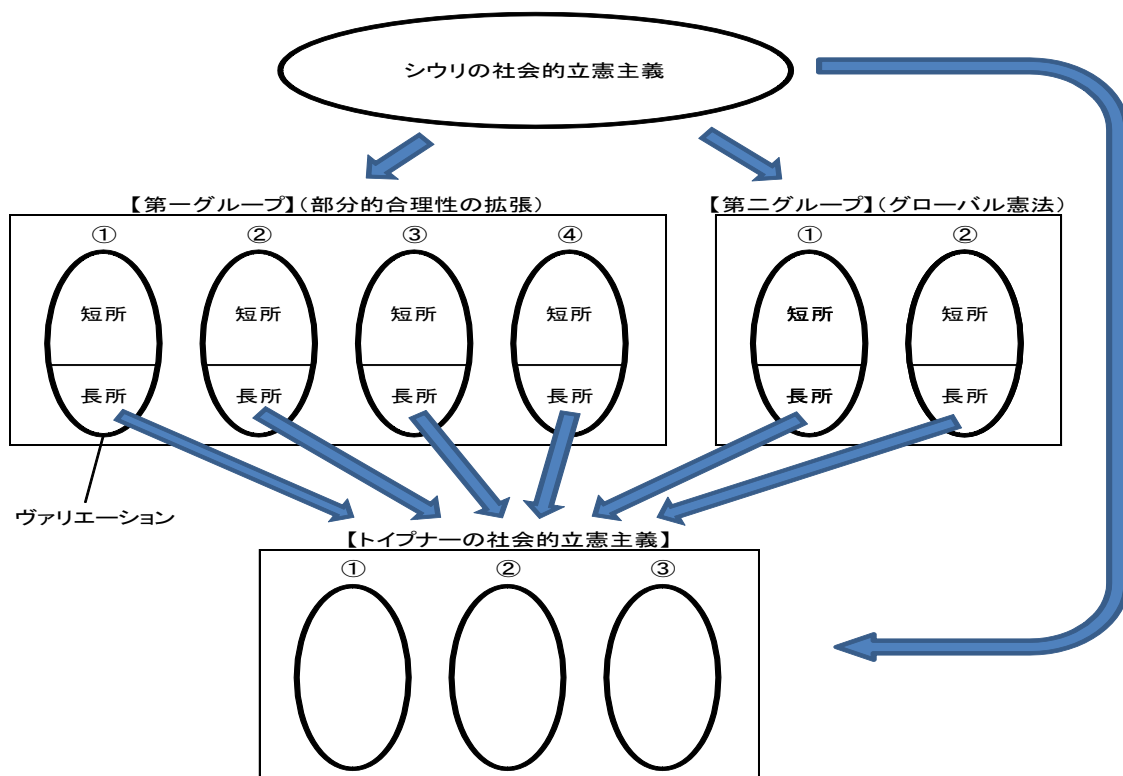 シウリの社会的立憲主義
【第一グループ】(部分的合理性の拡張)
【第二グループ】(グローバル憲法)
① ② ③ ④
① ②
短所 短所 短所 短所
短所 短所
長所 長所 長所 長所
長所 長所
ヴァリエーション
【トイプナーの社会的立憲主義】
① ② ③